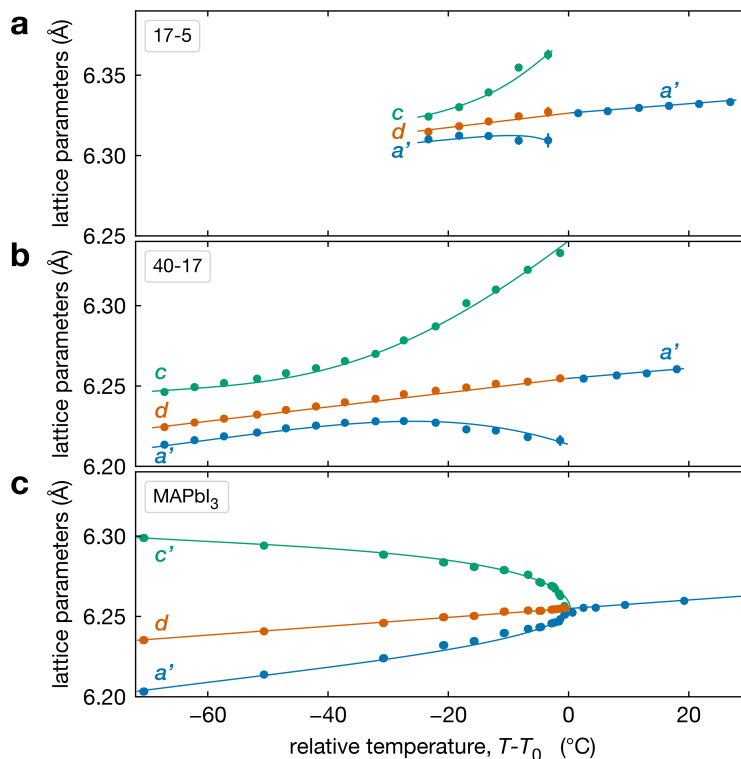 a
17-5
lattice parameters (Å)
6.35
6.30
6.25
c
d
a’
a’
b
40-17
lattice parameters (Å)
6.30
6.25
6.20
c
d
a’
a’
c
MAPbI₃
lattice parameters (Å)
6.30
6.25
6.20
c’
d
a’
−60 −40 −20 0 20
relative temperature, T-T₀ (°C)